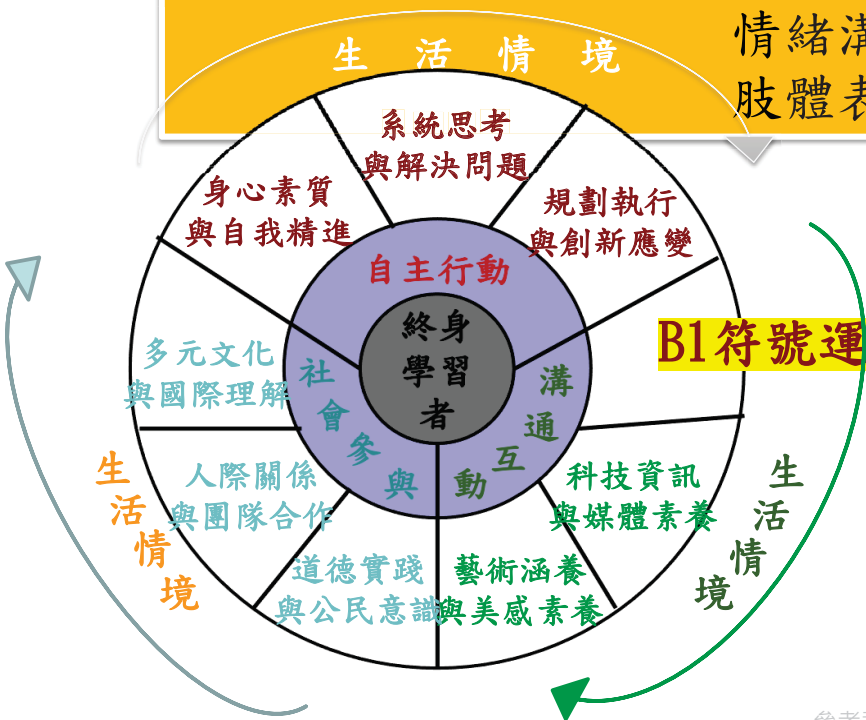 生活情境
情緒溝
肢體表
系統思考
與解決問題
身心素質
與自我精進
規劃執行
與創新應變
自主行動
終身
學習
者
B1符號運
多元文化
與國際理解
社會參與
溝通互動
人際關係
與團隊合作
科技資訊
與媒體素養
道德實踐
與公民意識
藝術涵養
與美感素養
生活情境
生活情境